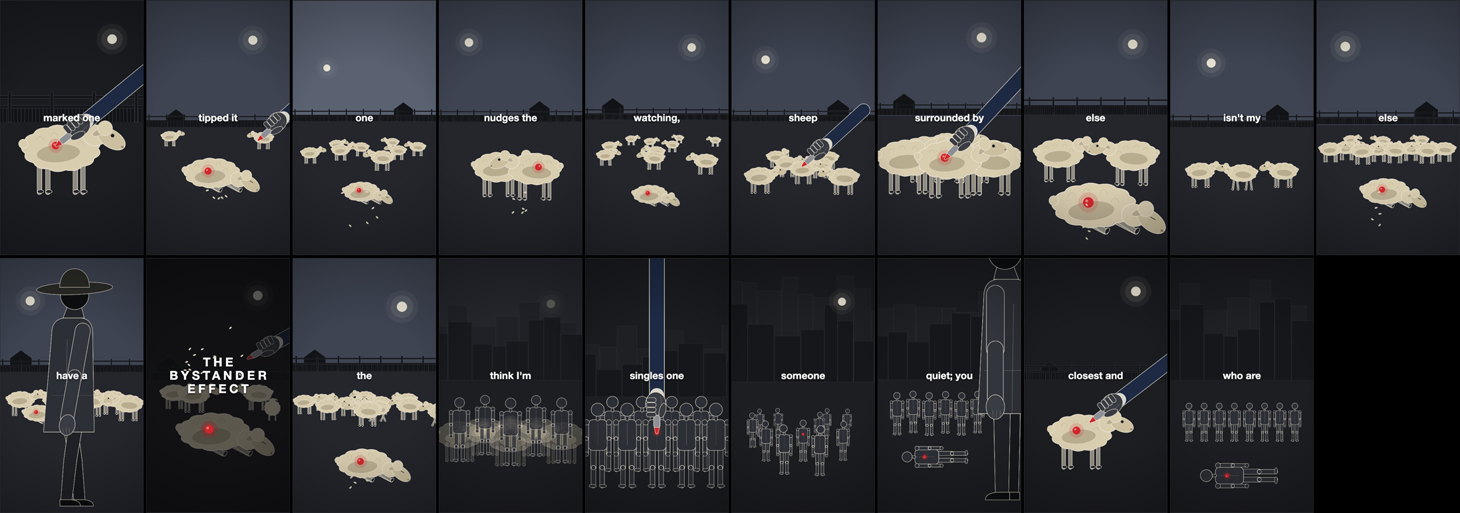 marked one
tipped it
one
nudges the
watching,
sheep
surrounded by
else
isn't my
else
have a
THE
BYSTANDER
EFFECT
the
think I'm
singles one
someone
quiet; you
closest and
who are